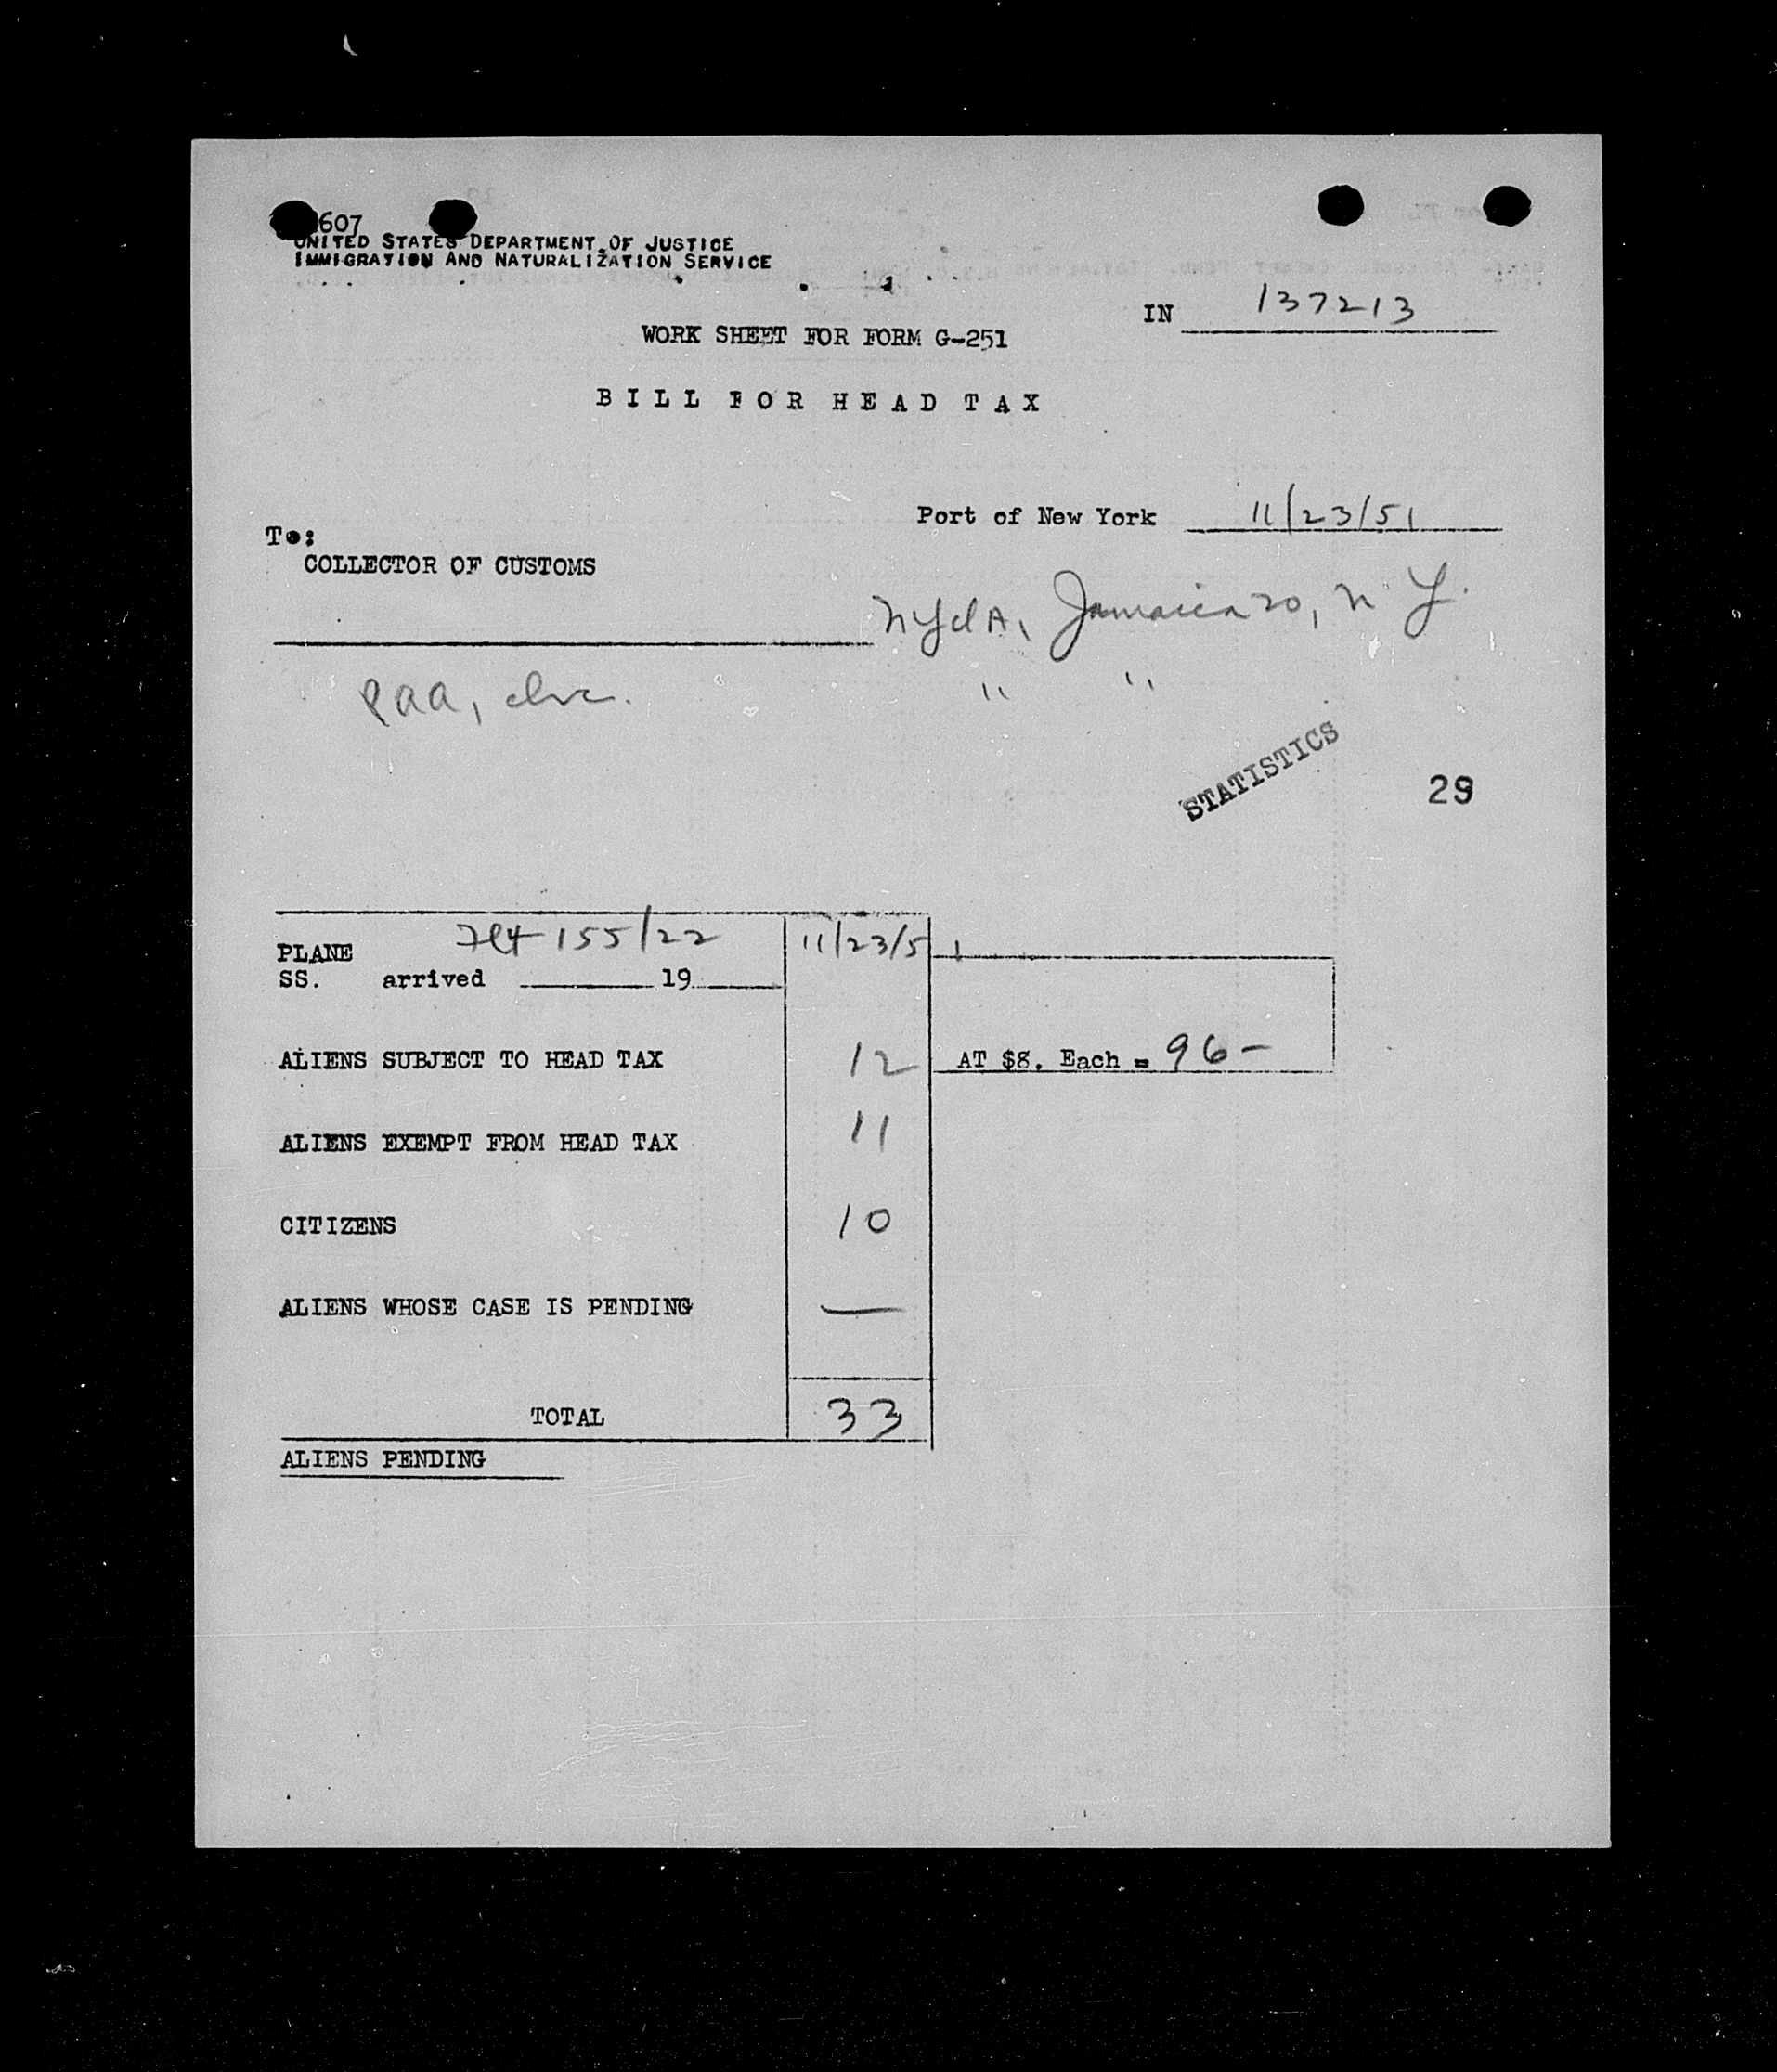 607
UNITED STATES DEPARTMENT OF JUSTICE
IMMIGRATION AND NATURALIZATION SERVICE
IN 137213
WORK SHEET FOR FORM G-251
BILL FOR HEAD TAX
Port of New York 11/23/51
To:
COLLECTOR OF CUSTOMS
Jamaica 20, N Y.
PAA, Inc. " "
STATISTICS
29
PLANE Flt 155/22 11/23/51
SS. arrived 19
ALIENS SUBJECT TO HEAD TAX 12 AT $8. Each = 96-
ALIENS EXEMPT FROM HEAD TAX 11
CITIZENS 10
ALIENS WHOSE CASE IS PENDING —
TOTAL 33
ALIENS PENDING